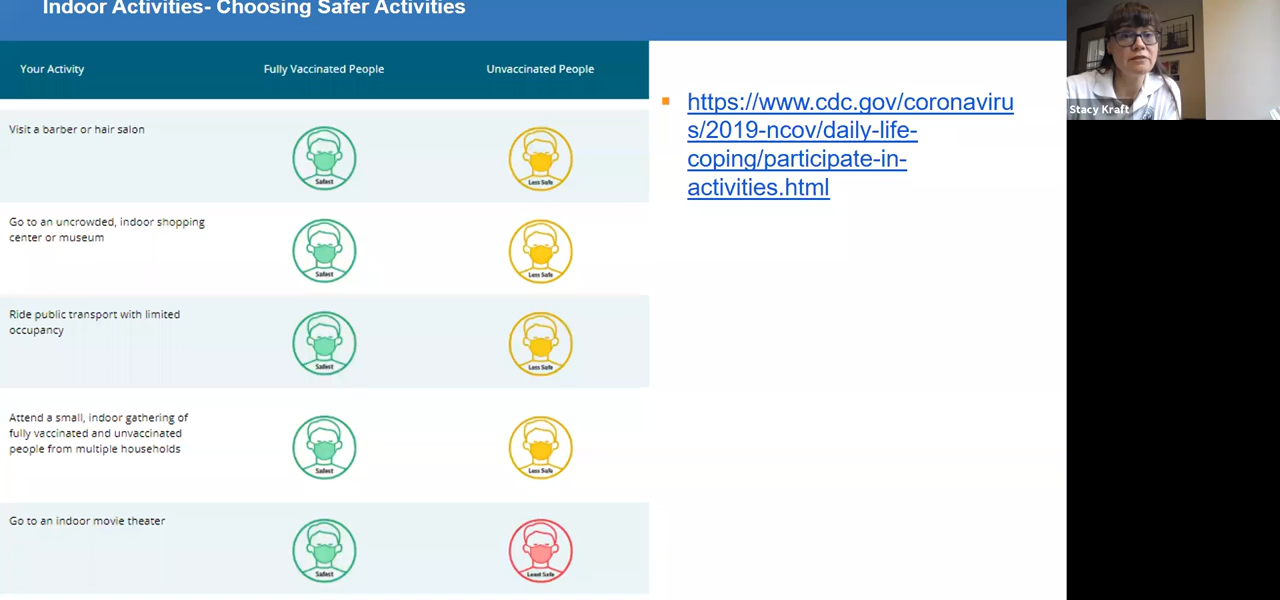 Indoor Activities- Choosing Safer Activities
Your Activity
Fully Vaccinated People
Unvaccinated People
Visit a barber or hair salon
Safest
Less Safe
Go to an uncrowded, indoor shopping
center or museum
Safest
Less Safe
Ride public transport with limited
occupancy
Safest
Less Safe
Attend a small, indoor gathering of
fully vaccinated and unvaccinated
people from multiple households
Safest
Less Safe
Go to an indoor movie theater
Safest
Least Safe
https://www.cdc.gov/coronaviru
s/2019-ncov/daily-life-
coping/participate-in-
activities.html
Stacy Kraft